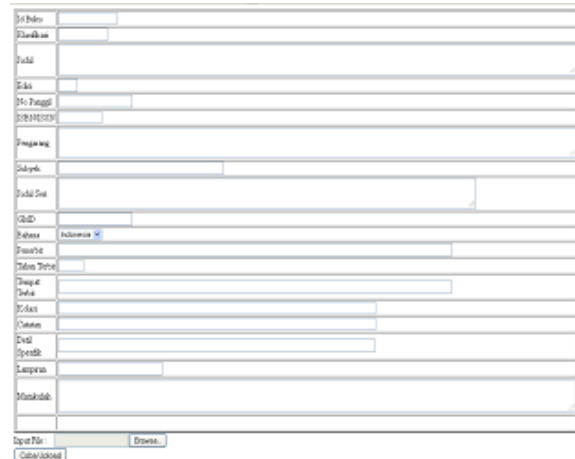 Id Buku
Klasifikasi
Judul
Edisi
No Panggil
ISBN/ISSN
Pengarang
Subyek
Judul Seri
GMD
Bahasa
Indonesia
Penerbit
Tahun Terbit
Tempat
Terbit
Kolasi
Catatan
Detil
Spesifik
Lampiran
Matakuliah
Input File :
Browse...